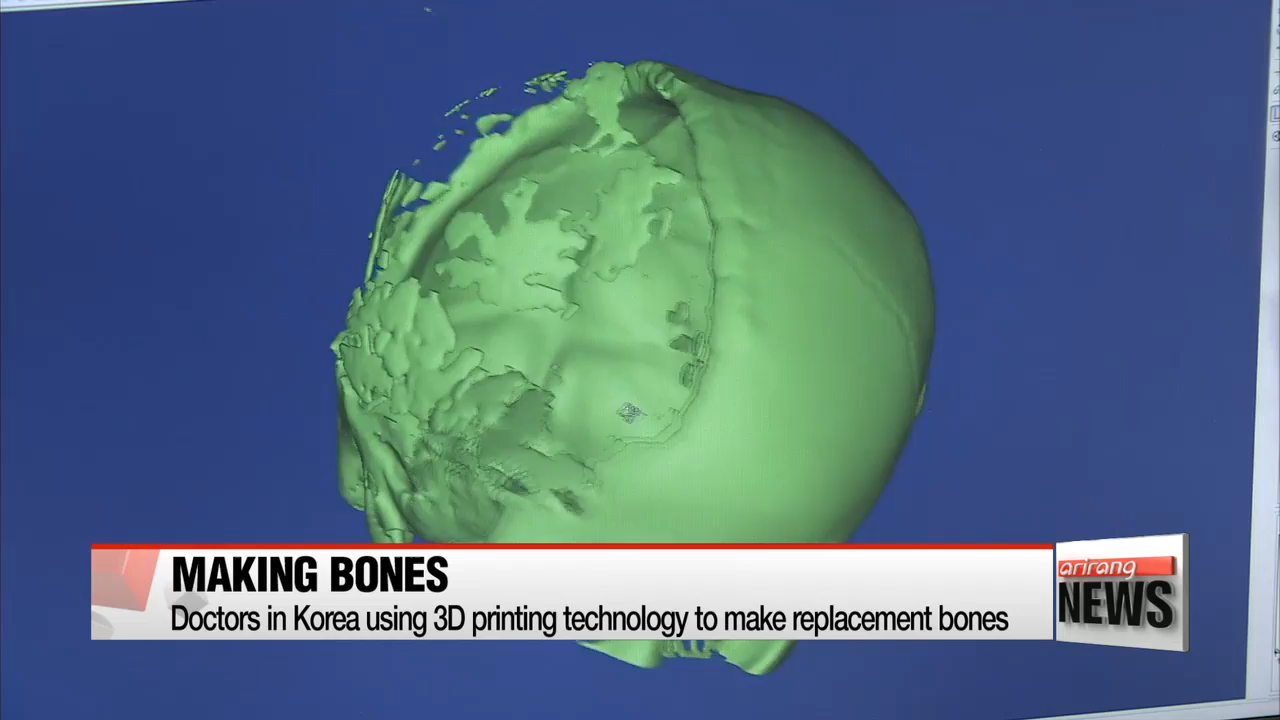 MAKING BONES
Doctors in Korea using 3D printing technology to make replacement bones
arirang
NEWS